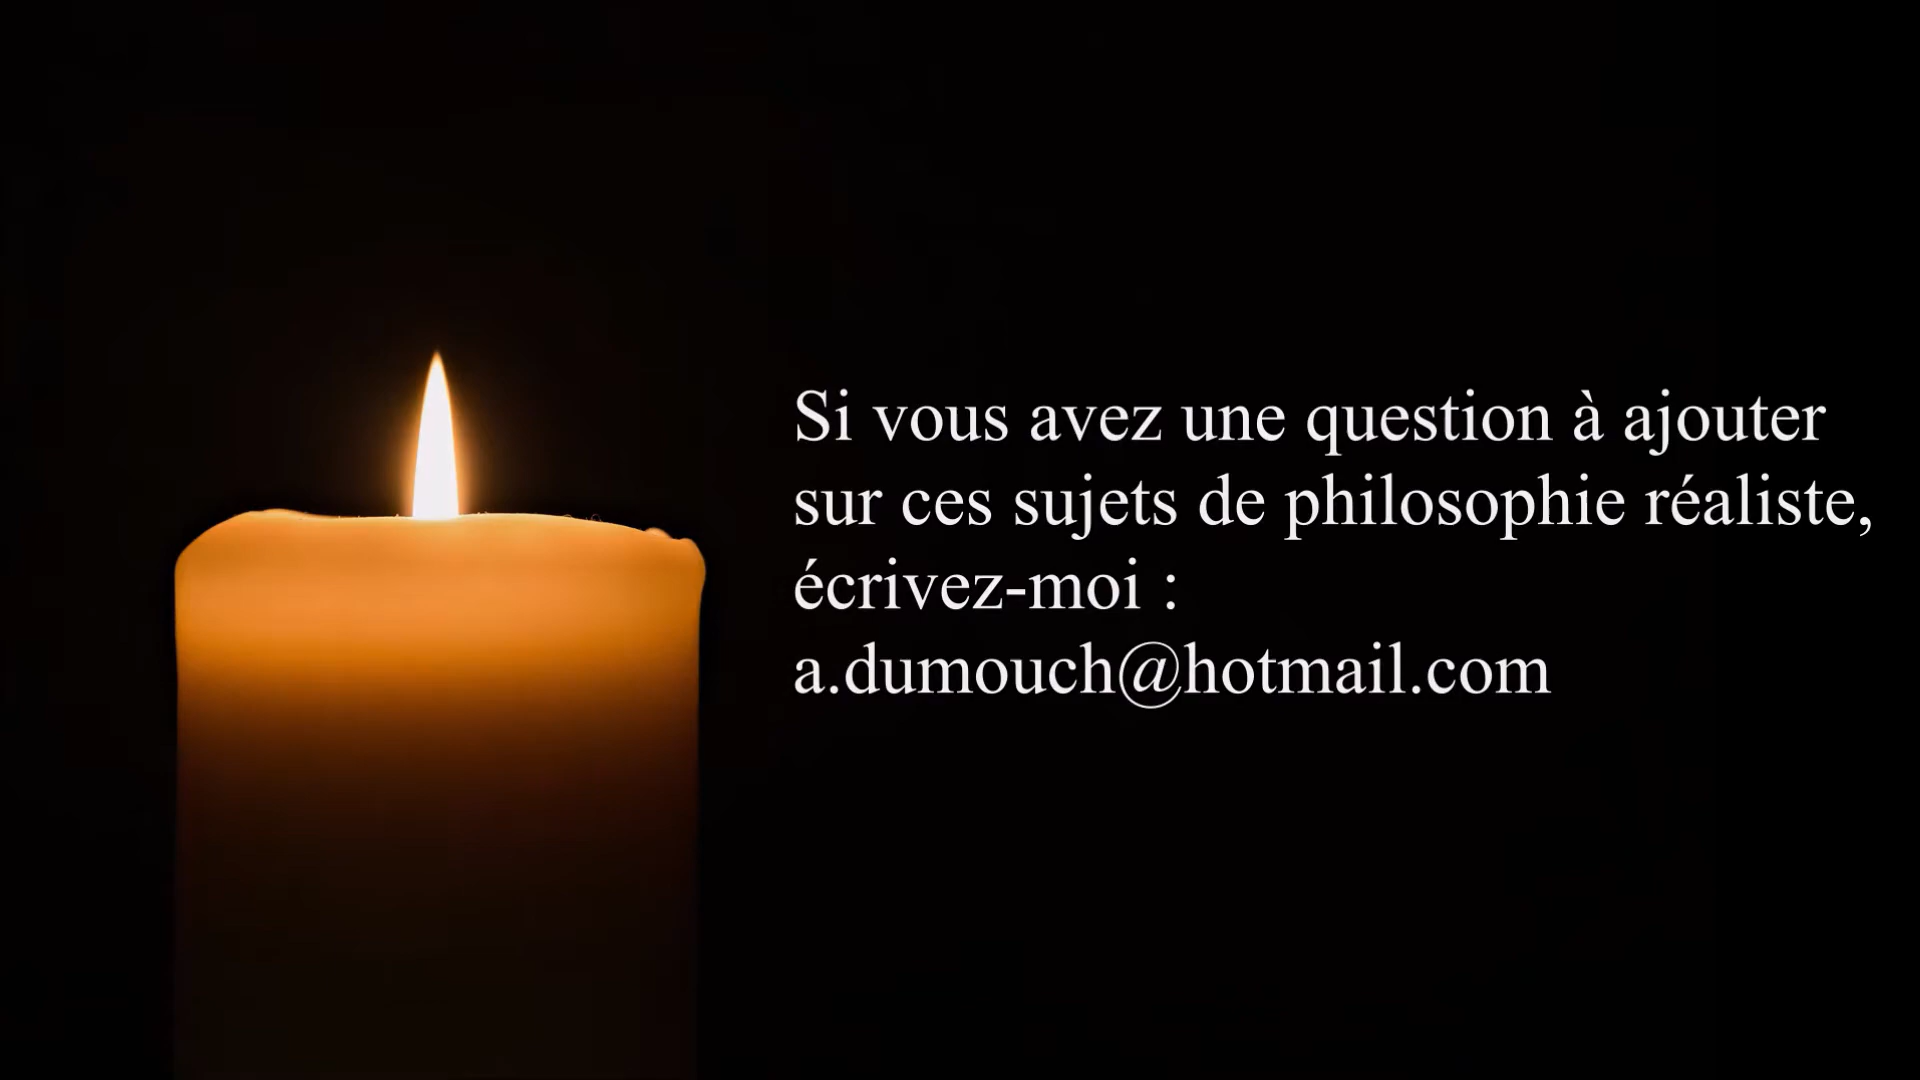 Si vous avez une question à ajouter
sur ces sujets de philosophie réaliste,
écrivez-moi :
a.dumouch@hotmail.com